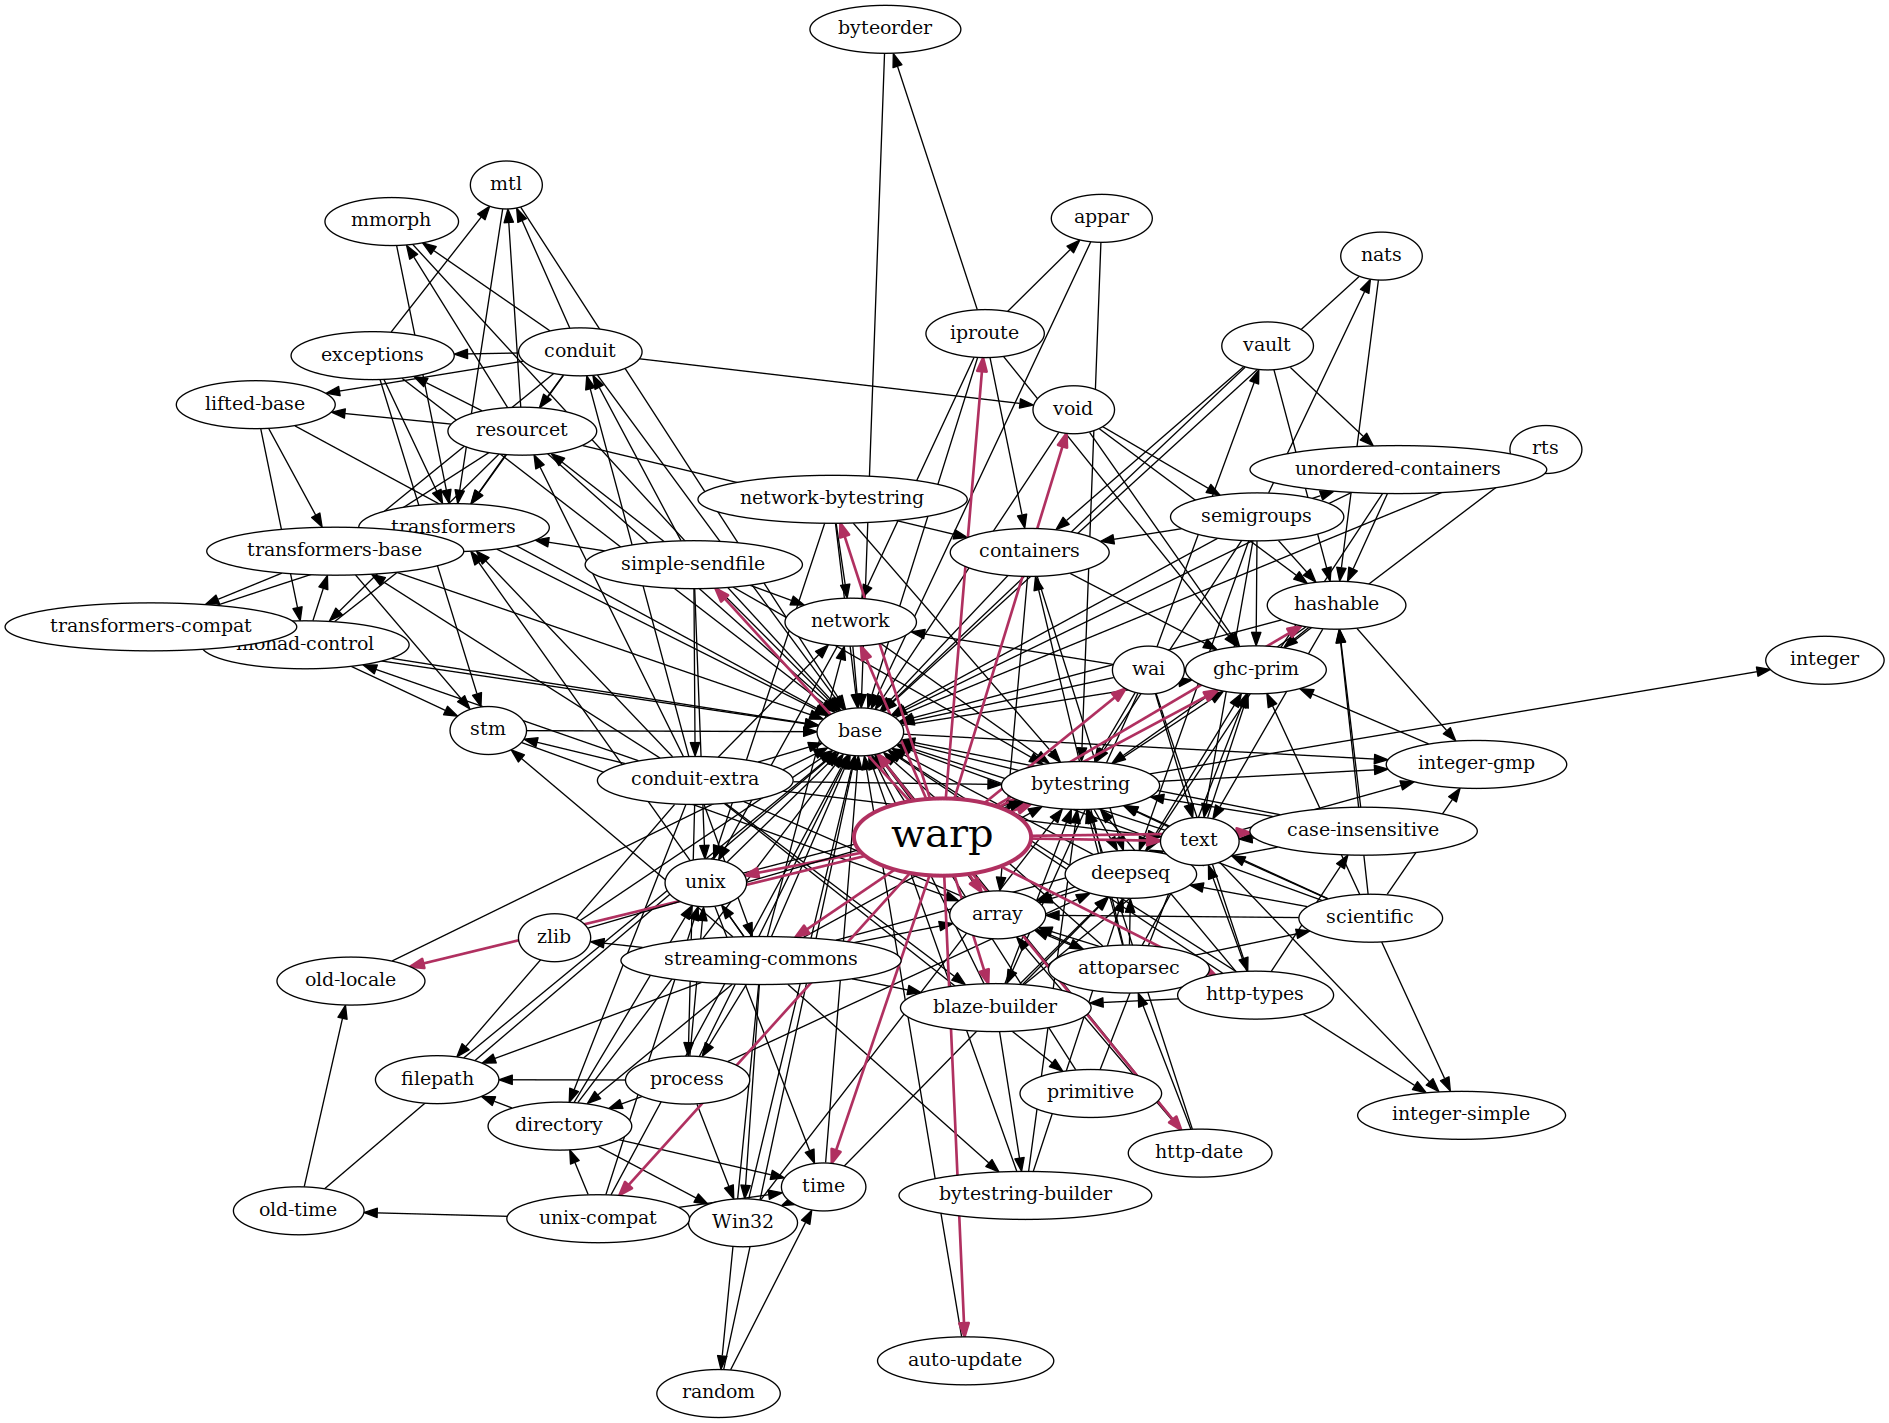 byteorder
mtl
mmorph
appar
nats
iproute
vault
conduit
exceptions
lifted-base
void
resourcet
rts
unordered-containers
network-bytestring
semigroups
transformers
transformers-base
containers
simple-sendfile
hashable
network
transformers-compat
monad-control
integer
wai
ghc-prim
stm
base
integer-gmp
conduit-extra
bytestring
case-insensitive
warp
text
deepseq
unix
array
scientific
zlib
streaming-commons
attoparsec
old-locale
http-types
blaze-builder
filepath
process
primitive
integer-simple
directory
http-date
time
bytestring-builder
old-time
unix-compat
Win32
auto-update
random